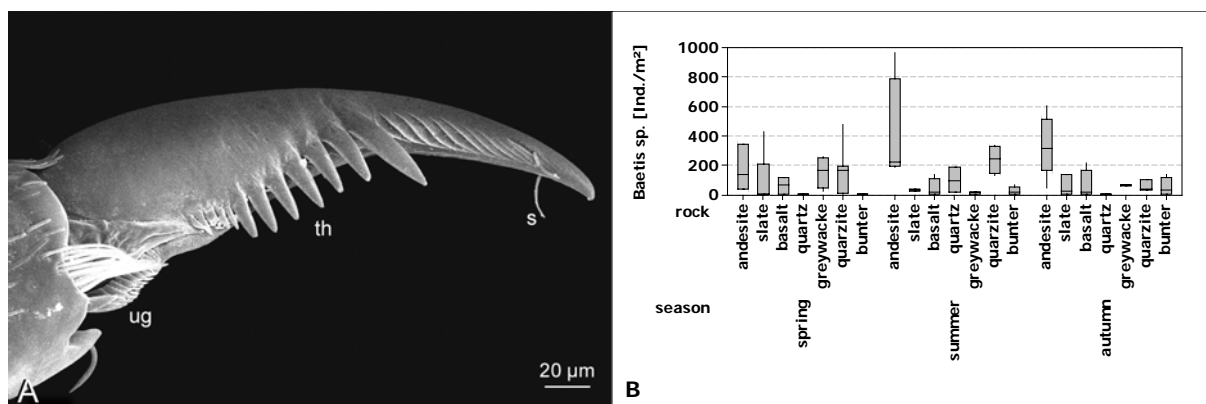 th
s
ug
20 µm
A
Baetis sp. [Ind./m²]
1000
800
600
400
200
0
rock
andesite
slate
basalt
quartz
greywacke
quarzite
bunter
andesite
slate
basalt
quartz
greywacke
quarzite
bunter
andesite
slate
basalt
quartz
greywacke
quarzite
bunter
season
spring
summer
autumn
B